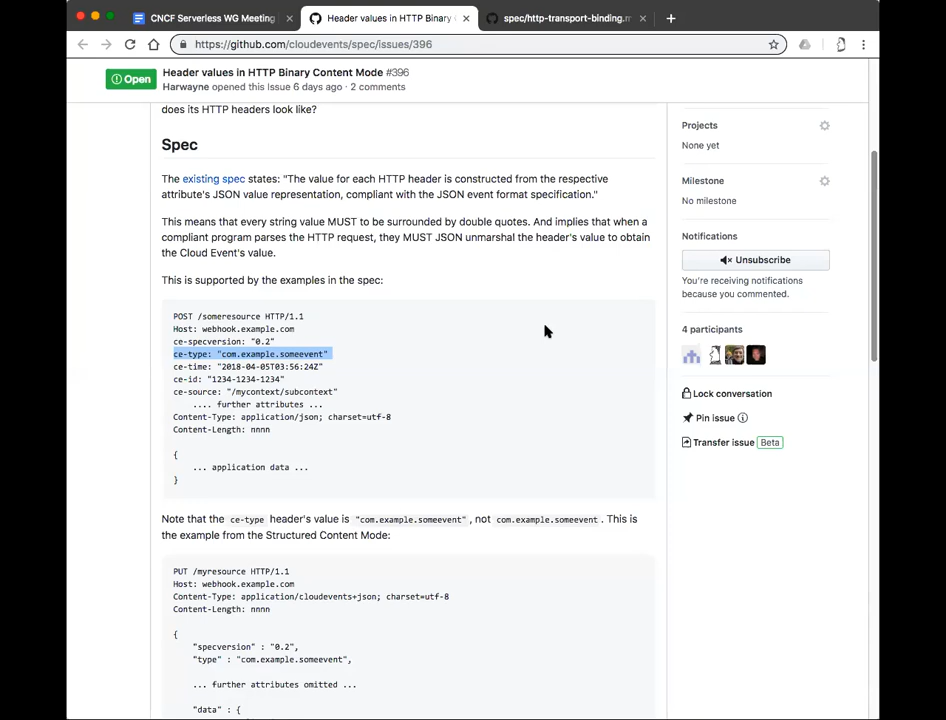 CNCF Serverless WG Meeting
Header values in HTTP Binary
spec/http-transport-binding.m
https://github.com/cloudevents/spec/issues/396
Open
Header values in HTTP Binary Content Mode #396
Harwayne opened this Issue 6 days ago · 2 comments
does its HTTP headers look like?
Spec
The existing spec states: "The value for each HTTP header is constructed from the respective
attribute's JSON value representation, compliant with the JSON event format specification."
This means that every string value MUST to be surrounded by double quotes. And implies that when a
compliant program parses the HTTP request, they MUST JSON unmarshal the header's value to obtain
the Cloud Event's value.
This is supported by the examples in the spec:
POST /someresource HTTP/1.1
Host: webhook.example.com
ce-specversion: "0.2"
ce-type: "com.example.someevent"
ce-time: "2018-04-05T03:56:24Z"
ce-id: "1234-1234-1234"
ce-source: "/mycontext/subcontext"
.... further attributes ...
Content-Type: application/json; charset=utf-8
Content-Length: nnnn
{
... application data ...
}
Note that the ce-type header's value is "com.example.someevent", not com.example.someevent. This is
the example from the Structured Content Mode:
PUT /myresource HTTP/1.1
Host: webhook.example.com
Content-Type: application/cloudevents+json; charset=utf-8
Content-Length: nnnn
{
"specversion" : "0.2",
"type" : "com.example.someevent",
... further attributes omitted ...
"data" : {
Projects
None yet
Milestone
No milestone
Notifications
Unsubscribe
You're receiving notifications
because you commented.
4 participants
Lock conversation
Pin issue
Transfer issue Beta